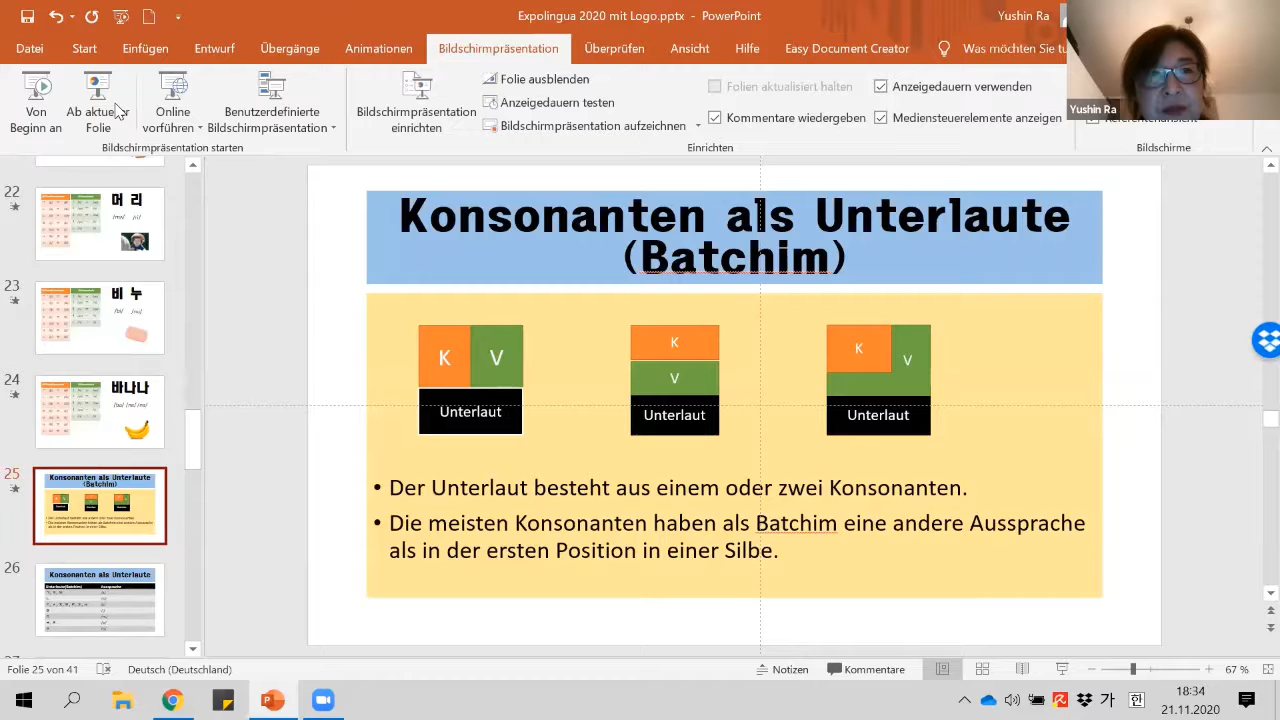 Expolingua 2020 mit Logo.pptx - PowerPoint
Yushin Ra
Datei Start Einfügen Entwurf Übergänge Animationen Bildschirmpräsentation Überprüfen Ansicht Hilfe Easy Document Creator Was möchten Sie tu
Von Beginn an
Ab aktueller Folie
Online vorführen
Benutzerdefinierte Bildschirmpräsentation
Bildschirmpräsentation einrichten
Folie ausblenden
Anzeigedauern testen
Bildschirmpräsentation aufzeichnen
Folien aktualisiert halten
Kommentare wiedergeben
Anzeigedauern verwenden
Mediensteuerelemente anzeigen
Referentenansicht
Yushin Ra
Bildschirmpräsentation starten
Einrichten
Bildschirme
22
머 리
23
비 누
24
바나나
25
Konsonanten als Unterlaute
(Batchim)
26
Konsonanten als Unterlaute
Konsonanten als Unterlaute
(Batchim)
K V
Unterlaut
K
V
Unterlaut
K
V
Unterlaut
• Der Unterlaut besteht aus einem oder zwei Konsonanten.
• Die meisten Konsonanten haben als Batchim eine andere Aussprache
als in der ersten Position in einer Silbe.
Folie 25 von 41
Deutsch (Deutschland)
Notizen
Kommentare
67 %
가
한
18:34
21.11.2020